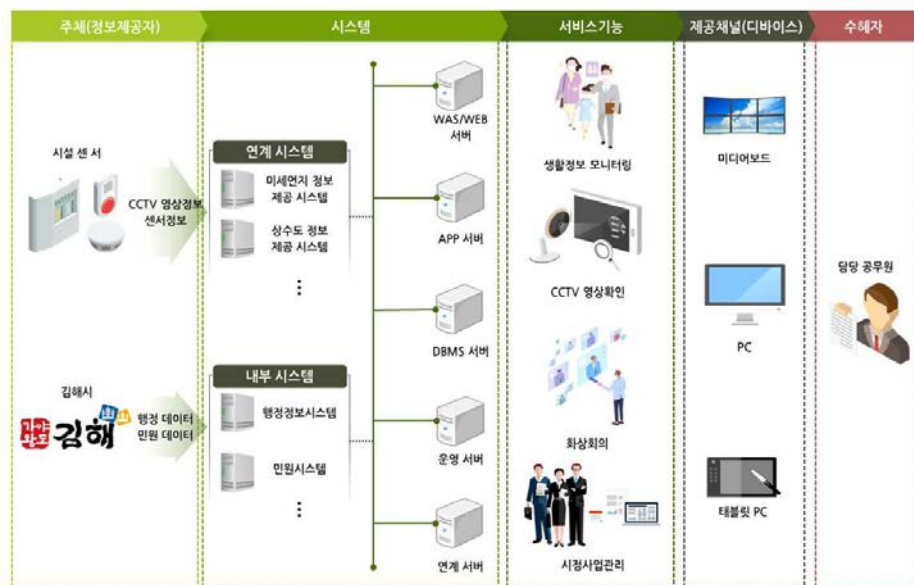 주체(정보제공자)
시스템
서비스기능
제공채널(디바이스)
수혜자
시설 센서
CCTV 영상정보
센서정보
김해시
가야
왕도
김해
행정 데이터
민원 데이터
연계 시스템
미세먼지 정보
제공 시스템
상수도 정보
제공 시스템
내부 시스템
행정정보시스템
민원시스템
WAS/WEB
서버
APP 서버
DBMS 서버
운영 서버
연계 서버
생활정보 모니터링
CCTV 영상확인
화상회의
시정사업관리
미디어보드
PC
태블릿 PC
담당 공무원